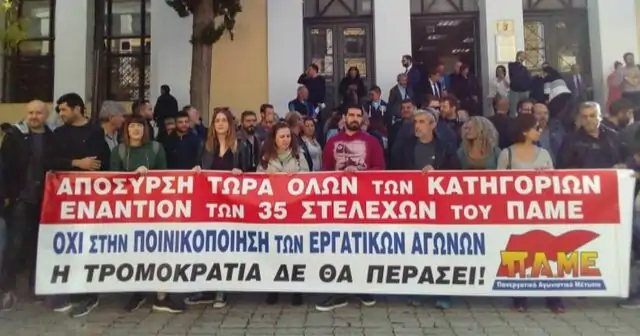 ΑΠΟΣΥΡΣΗ ΤΩΡΑ ΟΛΩΝ ΤΩΝ ΚΑΤΗΓΟΡΙΩΝ
ΕΝΑΝΤΙΟΝ ΤΩΝ 35 ΣΤΕΛΕΧΩΝ ΤΟΥ ΠΑΜΕ
ΟΧΙ ΣΤΗΝ ΠΟΙΝΙΚΟΠΟΙΗΣΗ ΤΩΝ ΕΡΓΑΤΙΚΩΝ ΑΓΩΝΩΝ
Η ΤΡΟΜΟΚΡΑΤΙΑ ΔΕ ΘΑ ΠΕΡΑΣΕΙ!
Π.Α.ΜΕ
Πανεργατικό Αγωνιστικό Μέτωπο